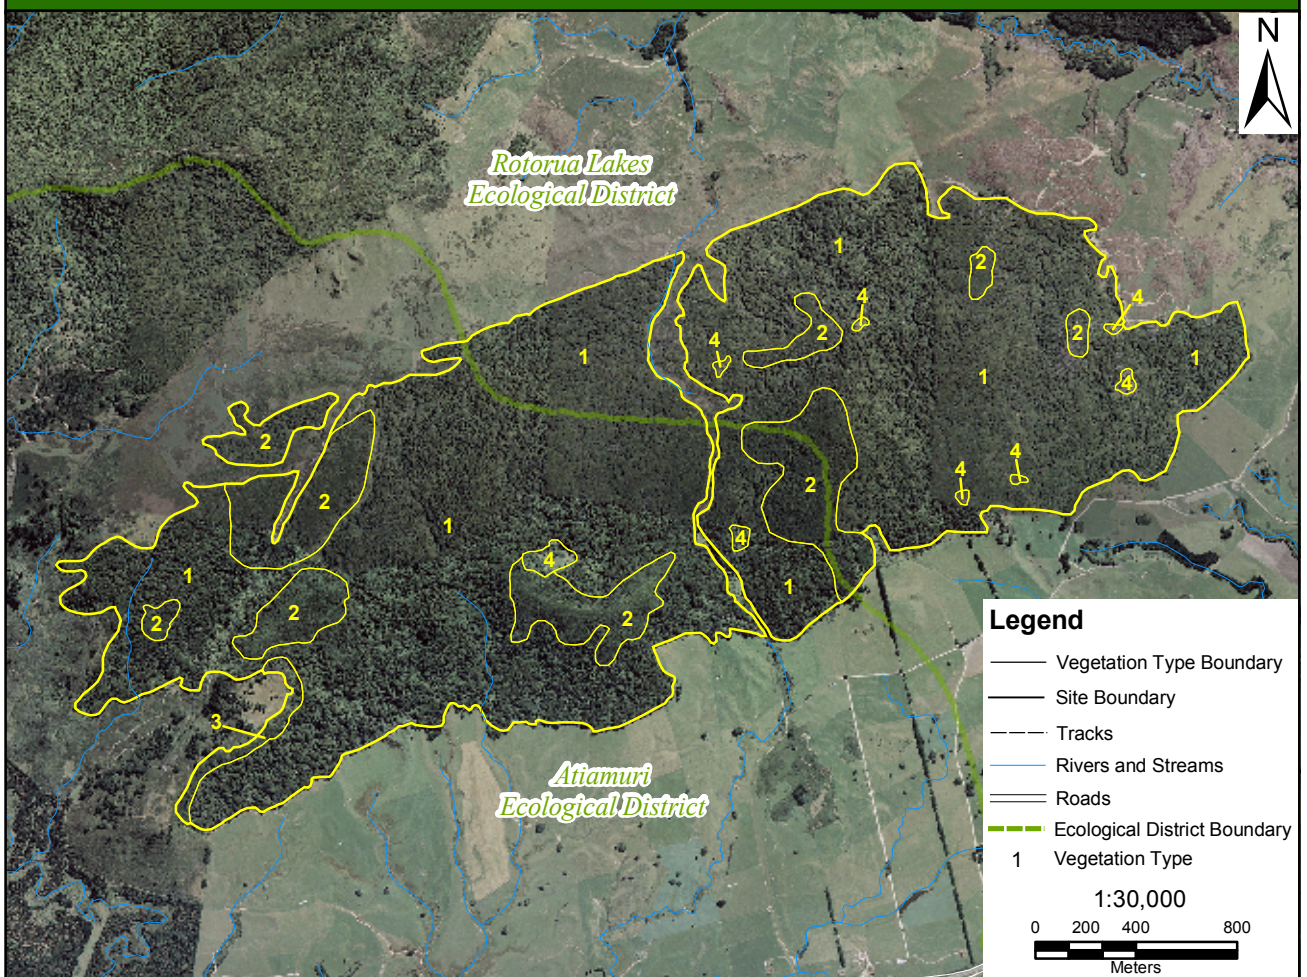 N
Rotorua Lakes
Ecological District
1
2
4
2
4
2
4
1
1
1
4
2
2
4
4
2
1
4
4
1
2
1
2
2
3
Atiamuri
Ecological District
Legend
Vegetation Type Boundary
Site Boundary
Tracks
Rivers and Streams
Roads
Ecological District Boundary
1 Vegetation Type
1:30,000
0 200 400 800
Meters